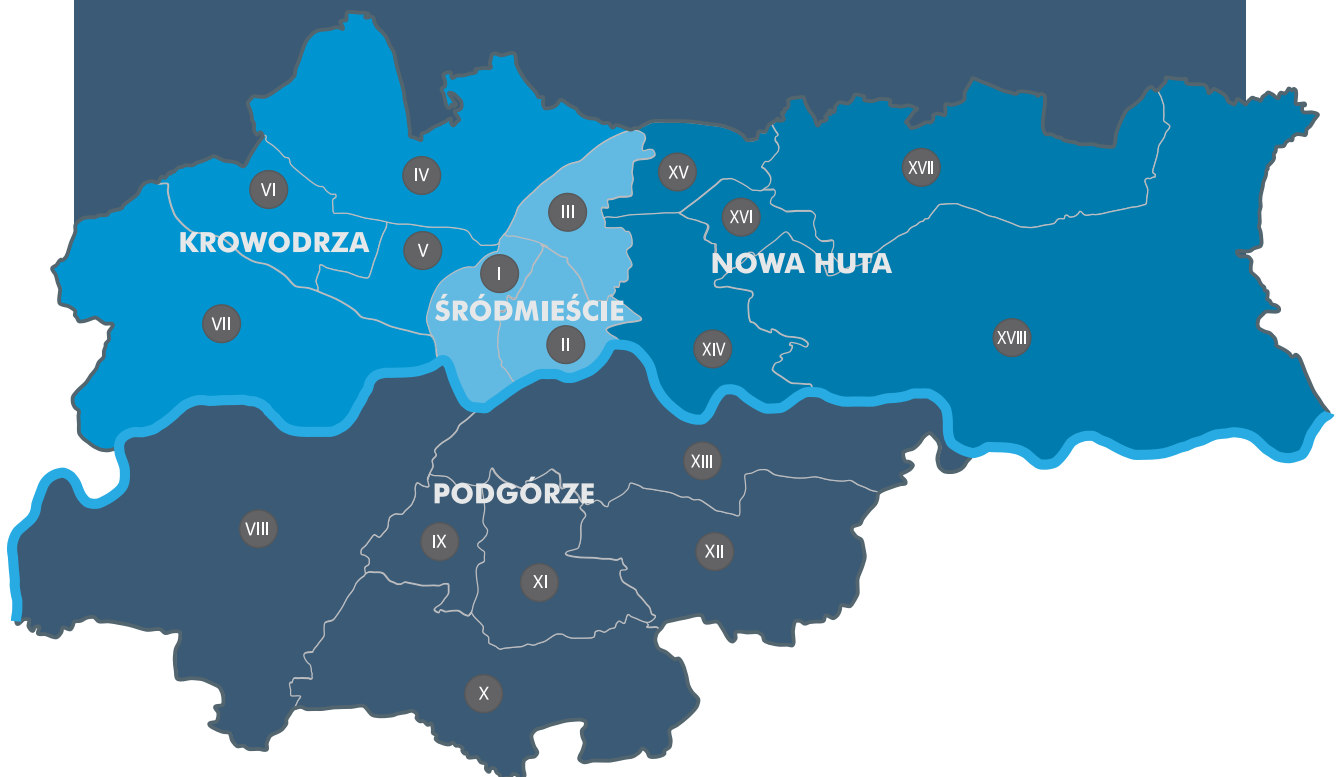 IV
XVII
XV
VI
III
XVI
KROWODRZA
V
NOWA HUTA
I
ŚRÓDMIEŚCIE
VII
II
XIV
XVIII
XIII
PODGÓRZE
VIII
IX
XII
XI
X